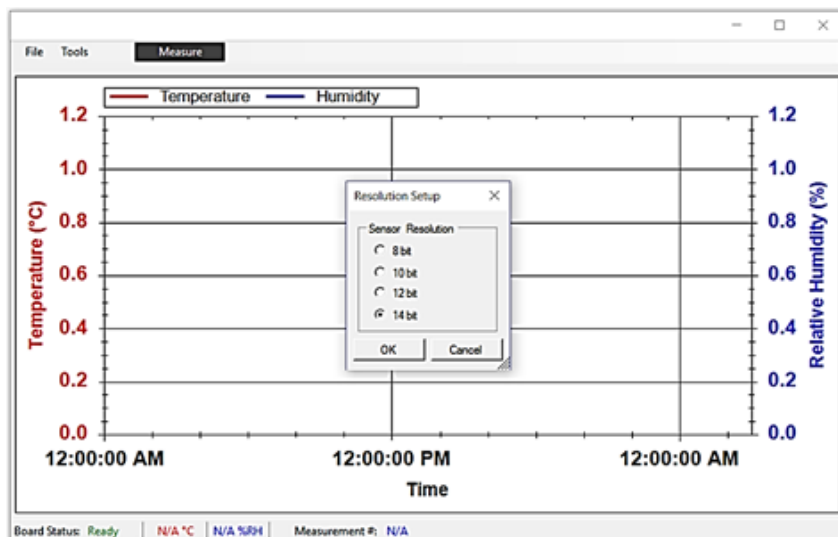 File Tools Measure
Temperature Humidity
1.2 1.2
1.0 1.0
Resolution Setup
Sensor Resolution
0.8 0.8
8 bit
10 bit
0.6 0.6
12 bit
14 bit
0.4 0.4
OK Cancel
0.2 0.2
0.0 0.0
Temperature (°C)
Relative Humidity (%)
12:00:00 AM 12:00:00 PM 12:00:00 AM
Time
Board Status: Ready N/A °C N/A %RH Measurement #: N/A